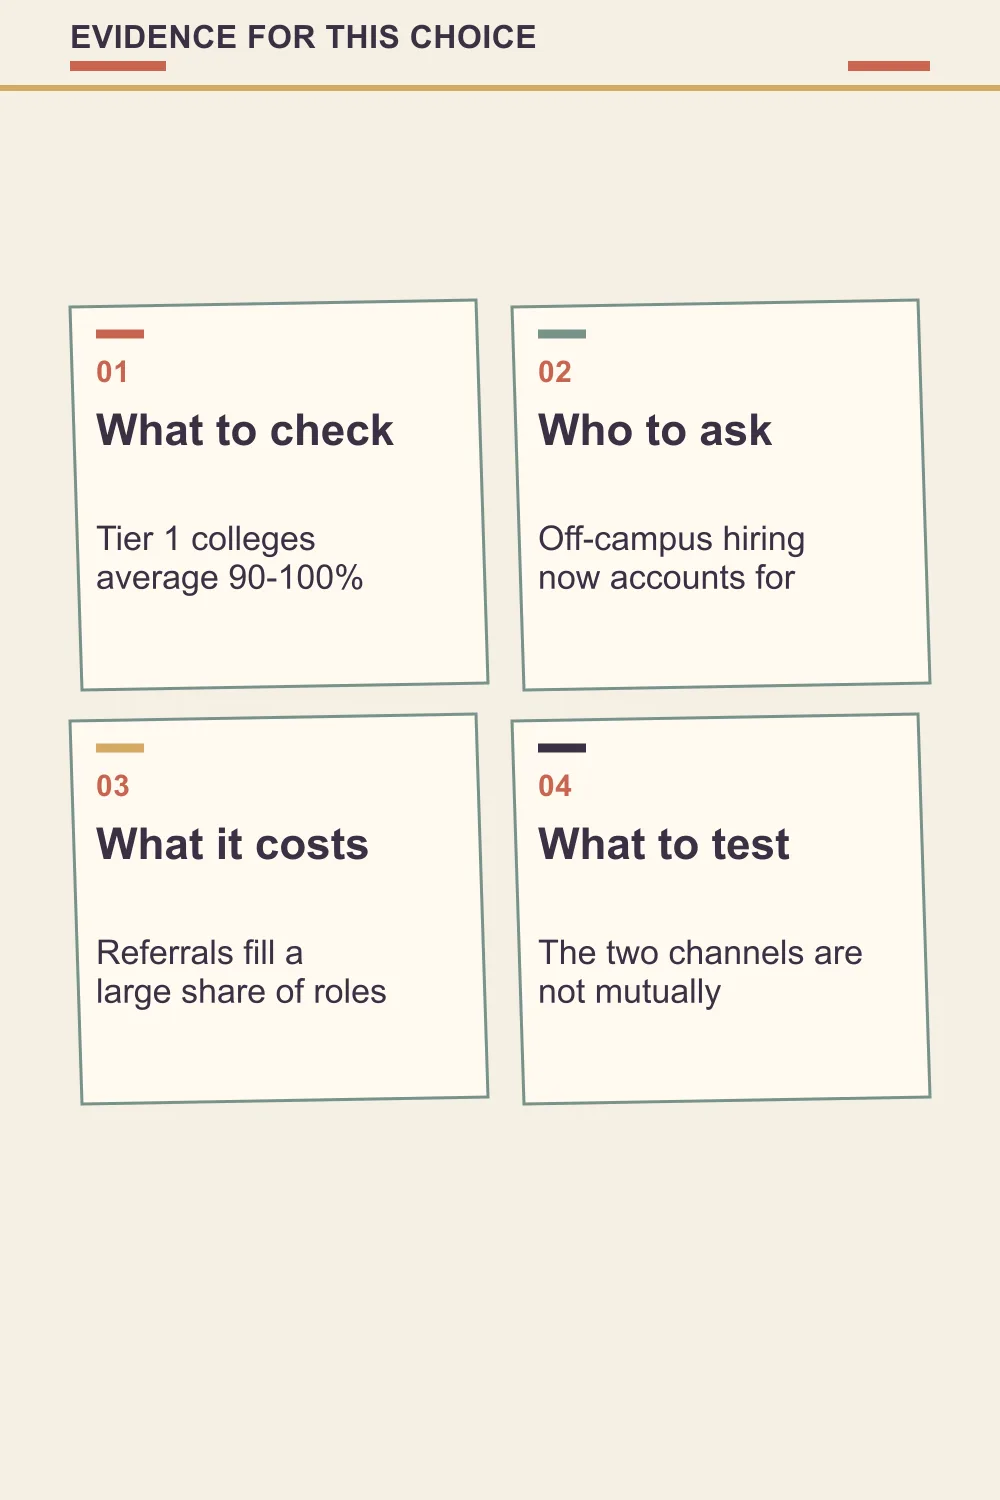 EVIDENCE FOR THIS CHOICE
01
What to check
Tier 1 colleges
average 90-100%
02
Who to ask
Off-campus hiring
now accounts for
03
What it costs
Referrals fill a
large share of roles
04
What to test
The two channels are
not mutually